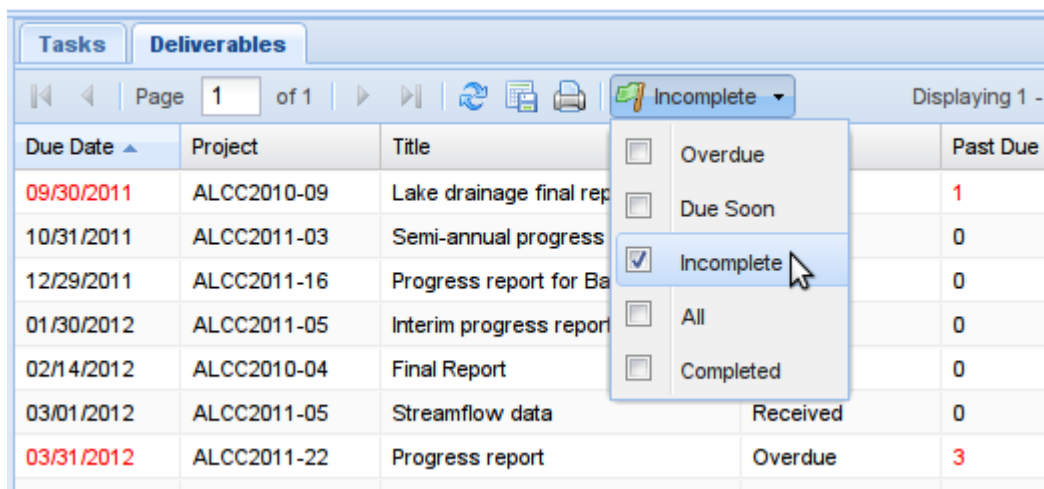 Tasks Deliverables
Page 1 of 1 Incomplete Displaying 1 -
Due Date Project Title Past Due
Overdue
09/30/2011 ALCC2010-09 Lake drainage final rep 1
Due Soon
10/31/2011 ALCC2011-03 Semi-annual progress 0
Incomplete
12/29/2011 ALCC2011-16 Progress report for Ba 0
01/30/2012 ALCC2011-05 Interim progress report 0
All
02/14/2012 ALCC2010-04 Final Report 0
Completed
03/01/2012 ALCC2011-05 Streamflow data Received 0
03/31/2012 ALCC2011-22 Progress report Overdue 3